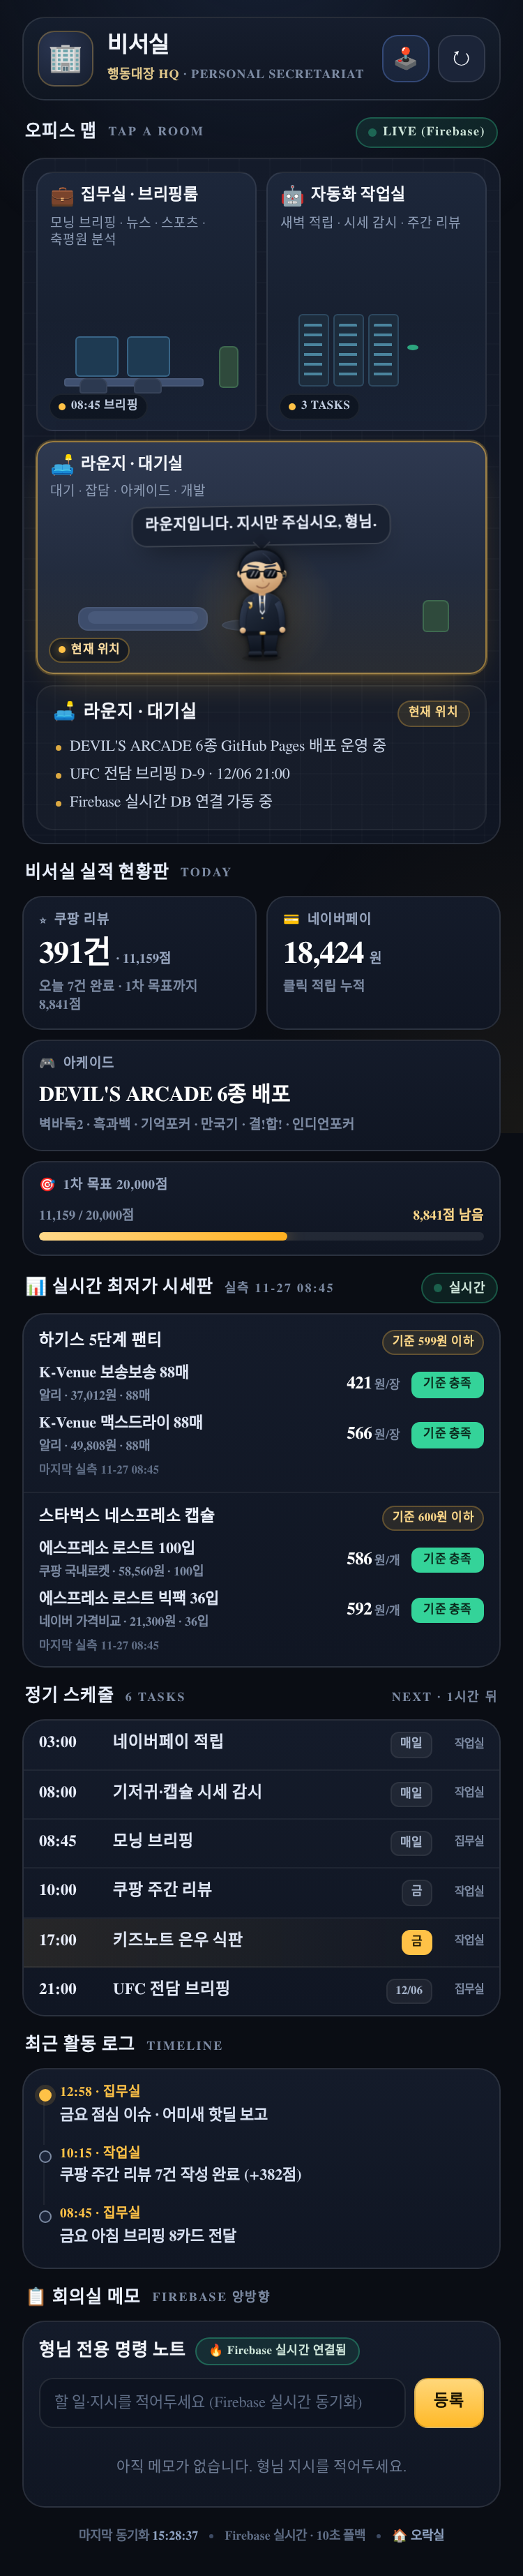 비서실
행동대장 HQ · PERSONAL SECRETARIAT
오피스 맵 TAP A ROOM
LIVE (Firebase)
집무실 · 브리핑룸
모닝 브리핑 · 뉴스 · 스포츠 ·
축평원 분석
08:45 브리핑
자동화 작업실
새벽 적립 · 시세 감시 · 주간 리뷰
3 TASKS
라운지 · 대기실
대기 · 잡담 · 아케이드 · 개발
라운지입니다. 지시만 주십시오, 형님.
현재 위치
라운지 · 대기실
현재 위치
DEVIL'S ARCADE 6종 GitHub Pages 배포 운영 중
UFC 전담 브리핑 D-9 · 12/06 21:00
Firebase 실시간 DB 연결 가동 중
비서실 실적 현황판 TODAY
쿠팡 리뷰
391건 · 11,159점
오늘 7건 완료 · 1차 목표까지
8,841점
네이버페이
18,424 원
클릭 적립 누적
아케이드
DEVIL'S ARCADE 6종 배포
벽바둑2 · 흑과백 · 기억포커 · 만국기 · 결!합! · 인디언포커
1차 목표 20,000점
11,159 / 20,000점
8,841점 남음
실시간 최저가 시세판 실측 11-27 08:45
실시간
하기스 5단계 팬티
기준 599원 이하
K-Venue 보송보송 88매
알리 · 37,012원 · 88매
421 원/장
기준 충족
K-Venue 맥스드라이 88매
알리 · 49,808원 · 88매
566 원/장
기준 충족
마지막 실측 11-27 08:45
스타벅스 네스프레소 캡슐
기준 600원 이하
에스프레소 로스트 100입
쿠팡 국내로켓 · 58,560원 · 100입
586 원/개
기준 충족
에스프레소 로스트 빅팩 36입
네이버 가격비교 · 21,300원 · 36입
592 원/개
기준 충족
마지막 실측 11-27 08:45
정기 스케줄 6 TASKS
NEXT · 1시간 뒤
03:00 네이버페이 적립 매일 작업실
08:00 기저귀·캡슐 시세 감시 매일 작업실
08:45 모닝 브리핑 매일 집무실
10:00 쿠팡 주간 리뷰 금 작업실
17:00 키즈노트 은우 식판 금 작업실
21:00 UFC 전담 브리핑 12/06 집무실
최근 활동 로그 TIMELINE
12:58 · 집무실
금요 점심 이슈 · 어미새 핫딜 보고
10:15 · 작업실
쿠팡 주간 리뷰 7건 작성 완료 (+382점)
08:45 · 집무실
금요 아침 브리핑 8카드 전달
회의실 메모 FIREBASE 양방향
형님 전용 명령 노트
Firebase 실시간 연결됨
할 일·지시를 적어두세요 (Firebase 실시간 동기화)
등록
아직 메모가 없습니다. 형님 지시를 적어두세요.
마지막 동기화 15:28:37 • Firebase 실시간 · 10초 폴백 • 오락실